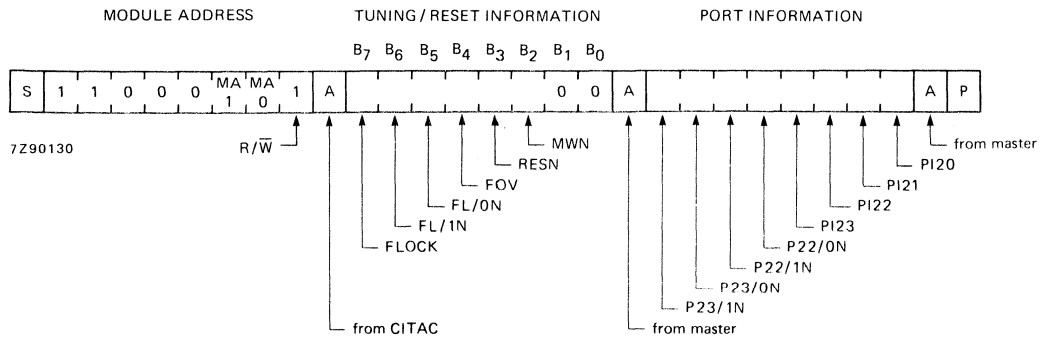 MODULE ADDRESS TUNING / RESET INFORMATION PORT INFORMATION
B7 B6 B5 B4 B3 B2 B1 B0
S 1 1 0 0 0 MA 1 MA 0 1 A 0 0 A A P
7Z90130 R/W̅ MWN from master
RESN PI20
FOV PI21
FL/0N PI22
FL/1N PI23
FLOCK P22/0N
P22/1N
P23/0N
P23/1N
from CITAC from master